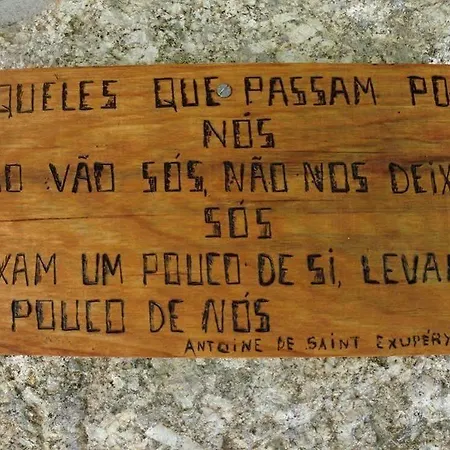 QUELES QUE PASSAM PO
NÓS
O VÃO SÓS, NÃO NOS DEIX
SÓS
XAM UM POUCO DE SI, LEVA
POUCO DE NÓS
ANTOINE DE SAINT EXUPÉRY